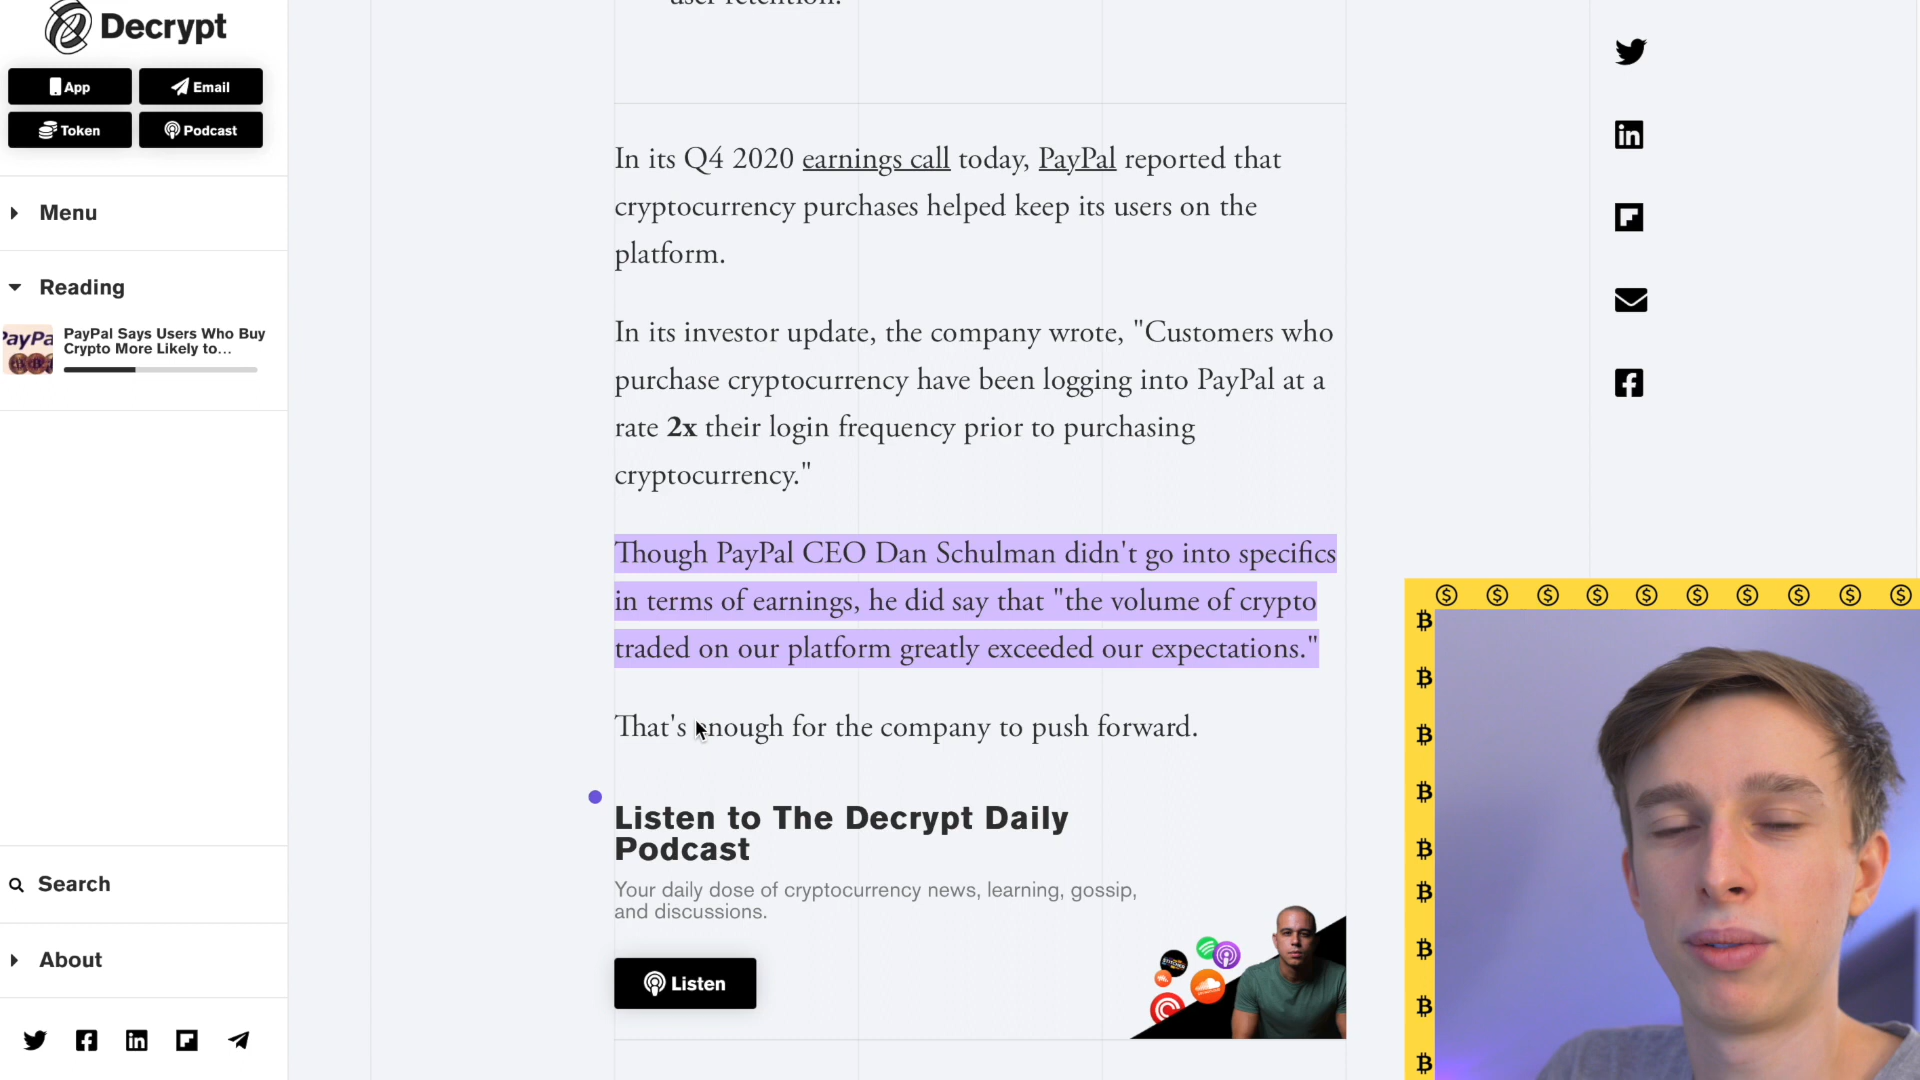 Decrypt
App
Email
Token
Podcast
Menu
Reading
PayPal Says Users Who Buy
Crypto More Likely to...
Search
About
user retention.
In its Q4 2020 earnings call today, PayPal reported that
cryptocurrency purchases helped keep its users on the
platform.
In its investor update, the company wrote, "Customers who
purchase cryptocurrency have been logging into PayPal at a
rate 2x their login frequency prior to purchasing
cryptocurrency."
Though PayPal CEO Dan Schulman didn't go into specifics
in terms of earnings, he did say that "the volume of crypto
traded on our platform greatly exceeded our expectations."
That's enough for the company to push forward.
Listen to The Decrypt Daily
Podcast
Your daily dose of cryptocurrency news, learning, gossip,
and discussions.
Listen